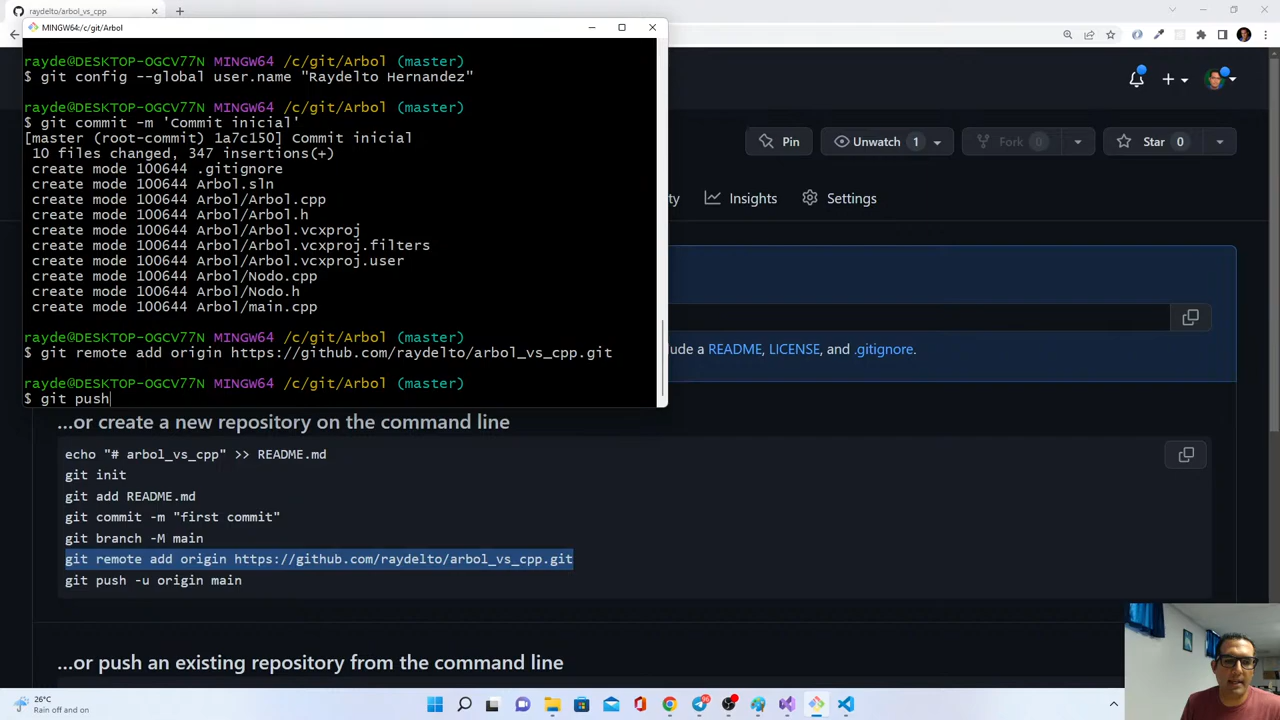 raydelto/arbol_vs_cpp
MINGW64:/c/git/Arbol
rayde@DESKTOP-OGCV77N MINGW64 /c/git/Arbol (master)
$ git config --global user.name "Raydelto Hernandez"
rayde@DESKTOP-OGCV77N MINGW64 /c/git/Arbol (master)
$ git commit -m 'Commit inicial'
[master (root-commit) 1a7c150] Commit inicial
10 files changed, 347 insertions(+)
create mode 100644 .gitignore
create mode 100644 Arbol.sln
create mode 100644 Arbol/Arbol.cpp
create mode 100644 Arbol/Arbol.h
create mode 100644 Arbol/Arbol.vcxproj
create mode 100644 Arbol/Arbol.vcxproj.filters
create mode 100644 Arbol/Arbol.vcxproj.user
create mode 100644 Arbol/Nodo.cpp
create mode 100644 Arbol/Nodo.h
create mode 100644 Arbol/main.cpp
rayde@DESKTOP-OGCV77N MINGW64 /c/git/Arbol (master)
$ git remote add origin https://github.com/raydelto/arbol_vs_cpp.git
rayde@DESKTOP-OGCV77N MINGW64 /c/git/Arbol (master)
$ git push
Pin
Unwatch 1
Fork 0
Star 0
ty
Insights
Settings
ude a README, LICENSE, and .gitignore.
...or create a new repository on the command line
echo "# arbol_vs_cpp" >> README.md
git init
git add README.md
git commit -m "first commit"
git branch -M main
git remote add origin https://github.com/raydelto/arbol_vs_cpp.git
git push -u origin main
...or push an existing repository from the command line
26°C
Rain off and on